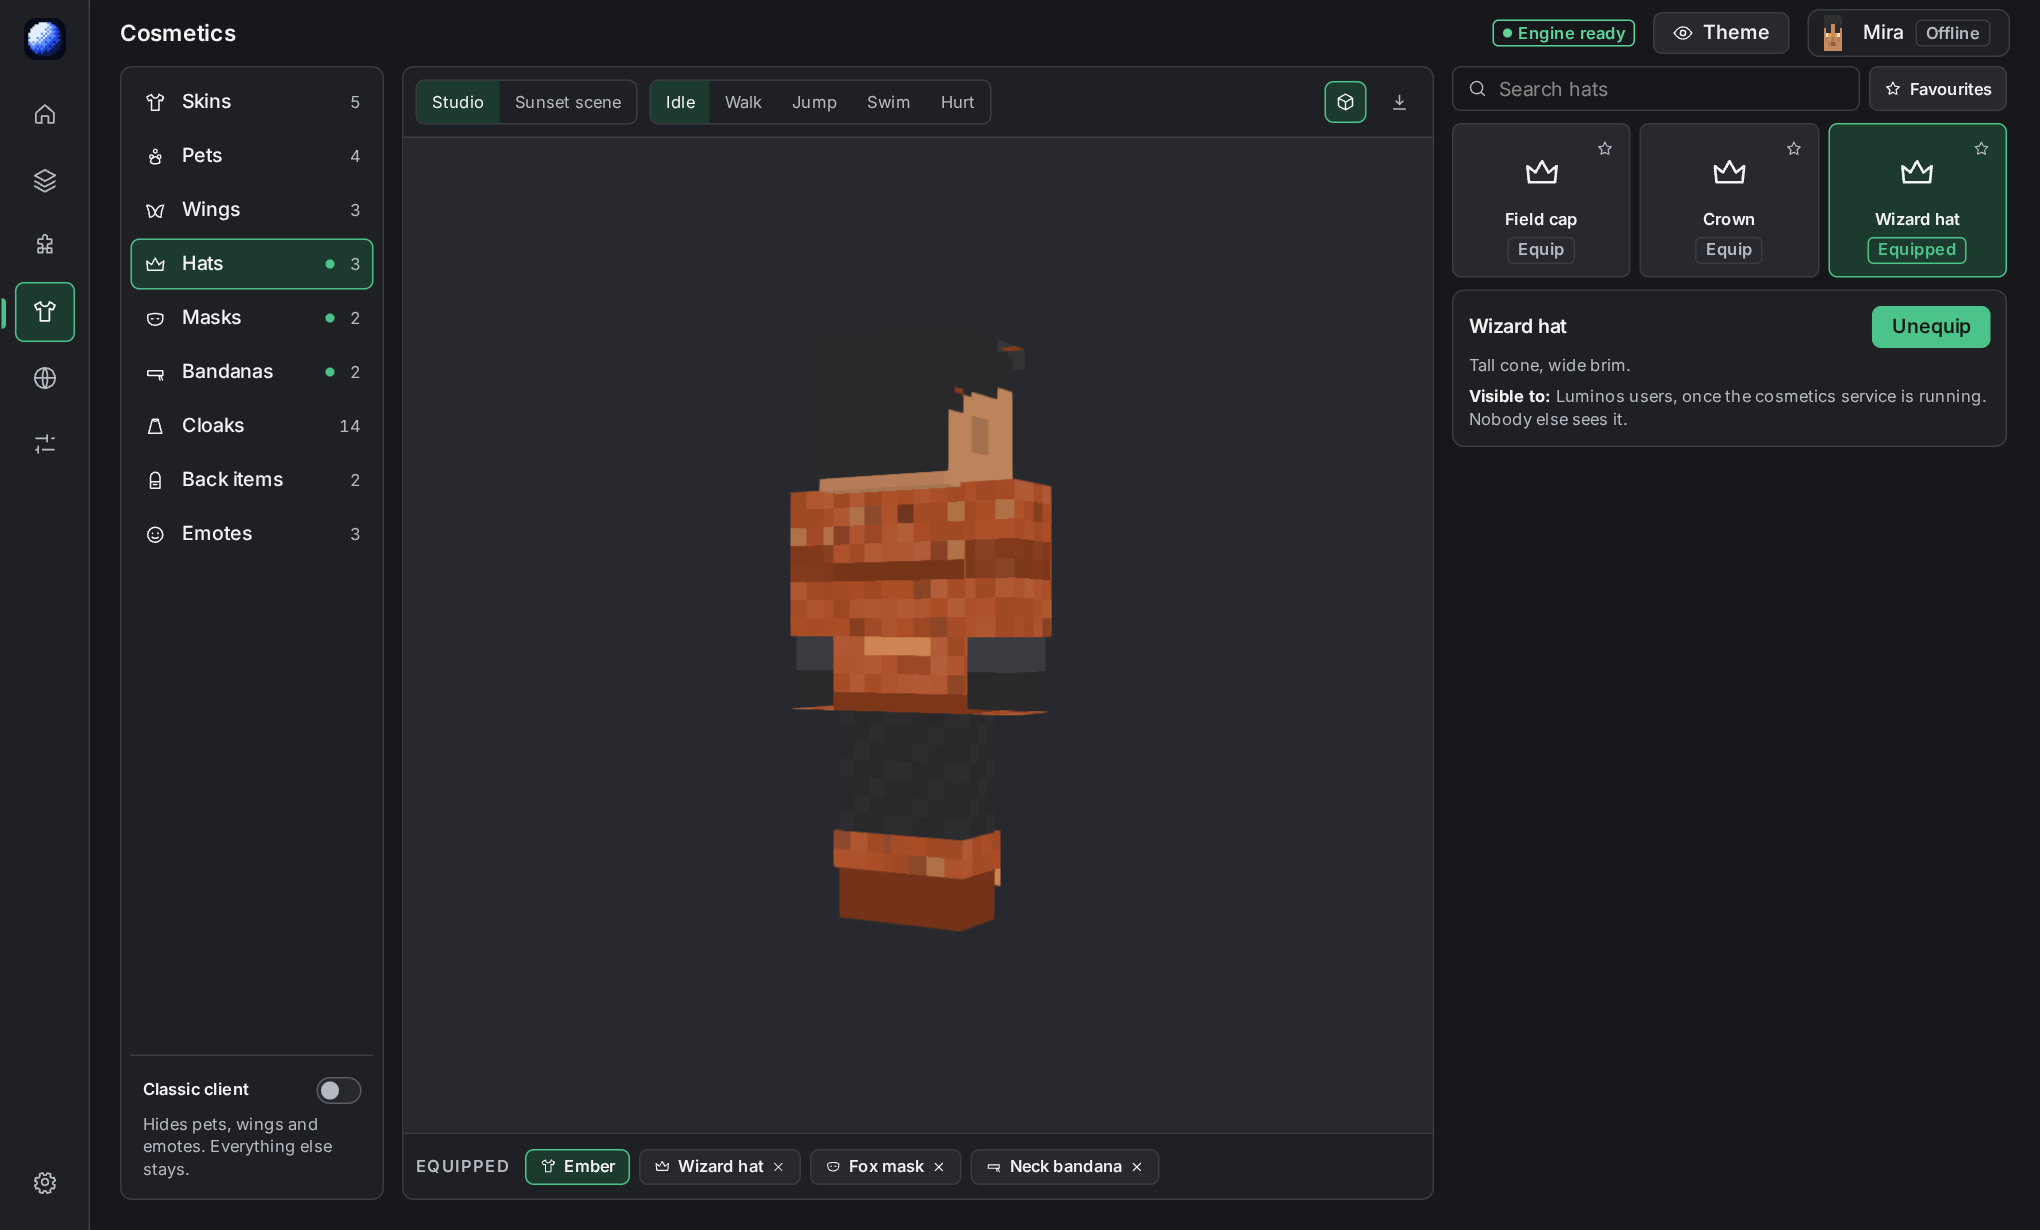 Cosmetics
Engine ready
Theme
Mira
Offline
Skins 5
Pets 4
Wings 3
Hats 3
Masks 2
Bandanas 2
Cloaks 14
Back items 2
Emotes 3
Classic client
Hides pets, wings and
emotes. Everything else
stays.
Studio
Sunset scene
Idle
Walk
Jump
Swim
Hurt
EQUIPPED
Ember
Wizard hat
Fox mask
Neck bandana
Search hats
Favourites
Field cap
Equip
Crown
Equip
Wizard hat
Equipped
Wizard hat
Unequip
Tall cone, wide brim.
Visible to: Luminos users, once the cosmetics service is running.
Nobody else sees it.